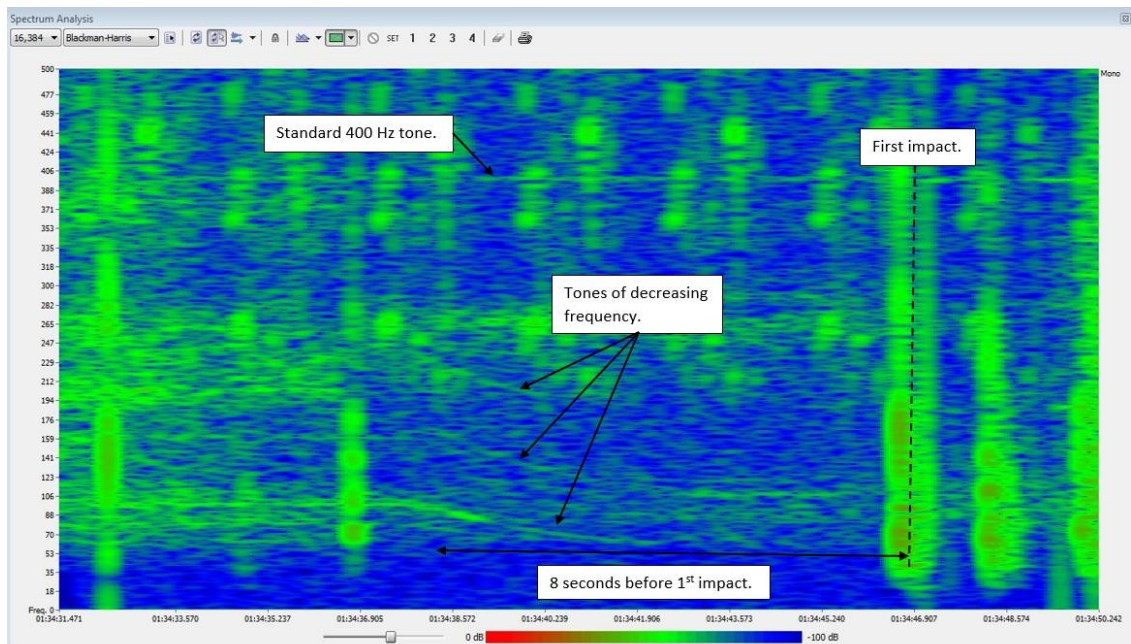 Spectrum Analysis
16,384 Blackman-Harris SET 1 2 3 4
500 Mono
477
459
441
424
406
388
371
353
335
318
300
282
265
247
229
212
194
176
159
141
123
106
88
70
53
35
18
Freq. 0
Standard 400 Hz tone.
First impact.
Tones of decreasing
frequency.
8 seconds before 1st impact.
01:34:31.471 01:34:33.570 01:34:35.237 01:34:36.905 01:34:38.572 01:34:40.239 01:34:41.906 01:34:43.573 01:34:45.240 01:34:46.907 01:34:48.574 01:34:50.242
0 dB -100 dB